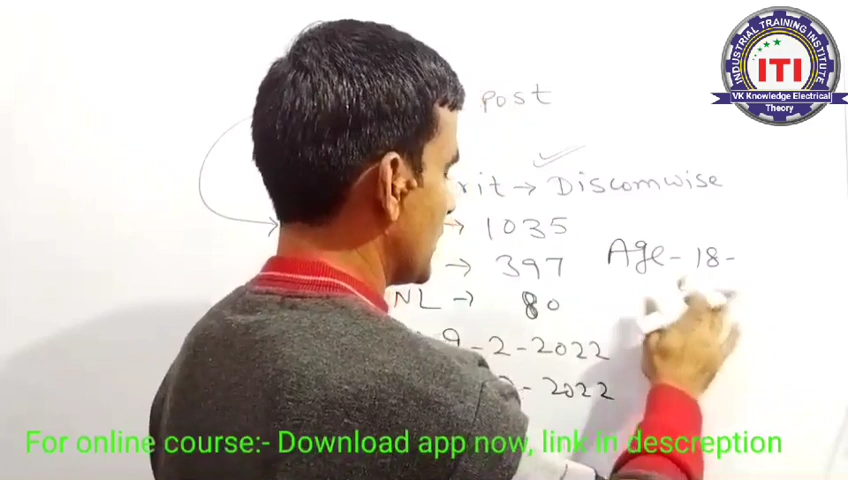 post
rit → Discomwise
→ 1035
Age - 18 -
→ 397
NL → 80
9 - 2 - 2022
- 2022
INDUSTRIAL TRAINING INSTITUTE
ITI
VK Knowledge Electrical
Theory
For online course:- Download app now, link in descreption